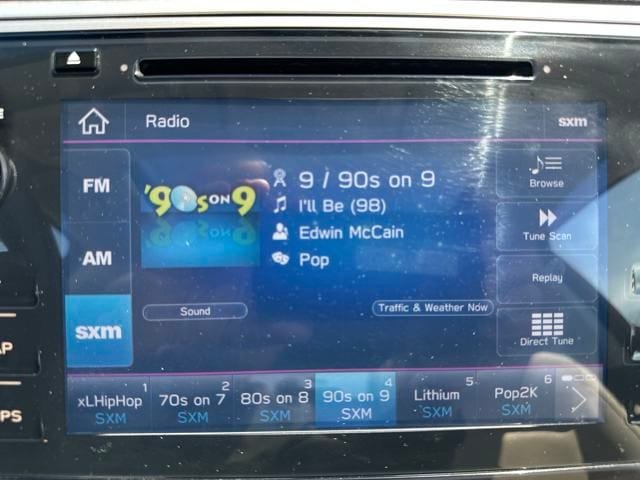 Radio
sxm
FM
AM
sxm
'90s ON 9
9 / 90s on 9
I'll Be (98)
Edwin McCain
Pop
Sound
Traffic & Weather Now
Browse
Tune Scan
Replay
Direct Tune
1
xLHipHop
SXM
2
70s on 7
SXM
3
80s on 8
SXM
4
90s on 9
SXM
5
Lithium
SXM
6
Pop2K
SXM